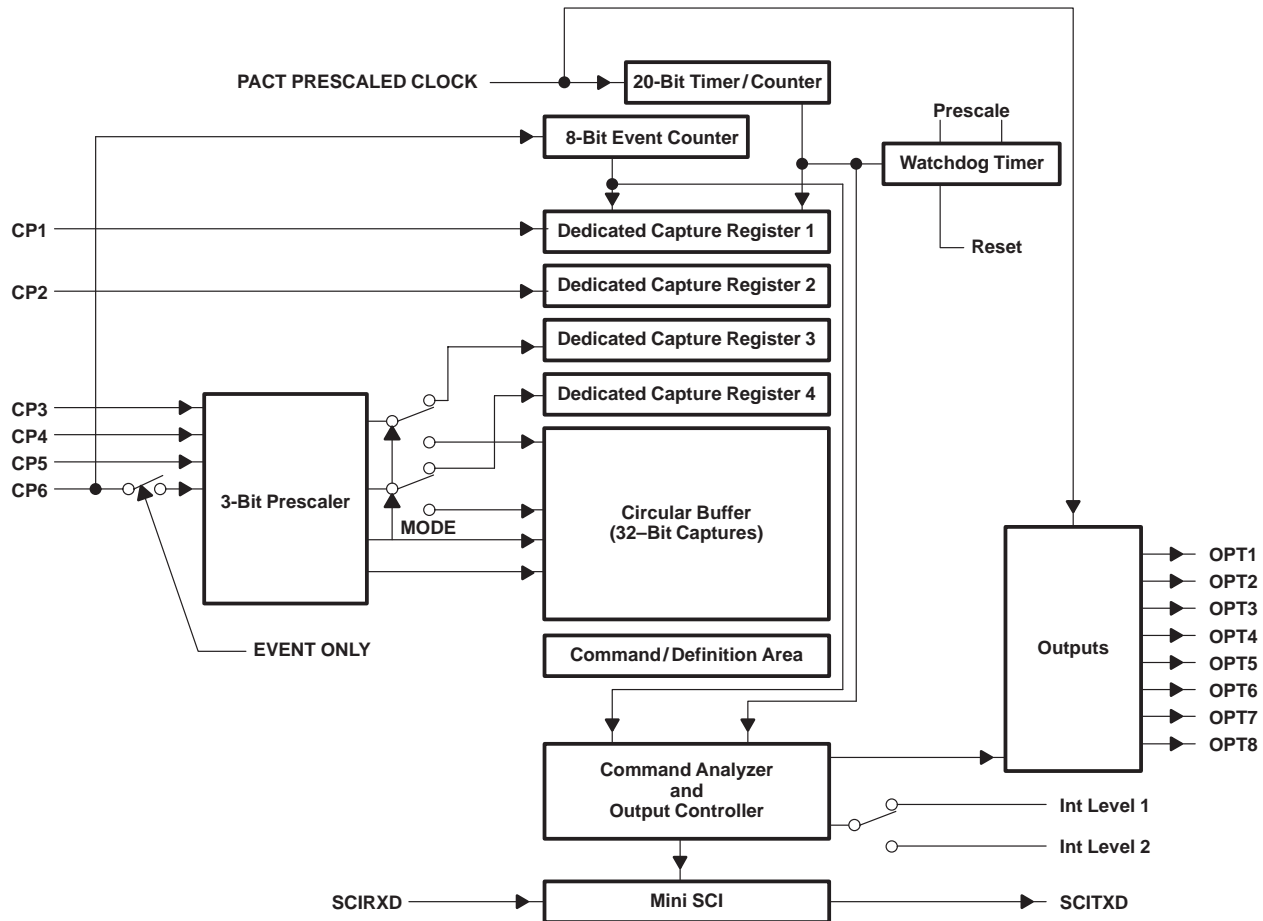 PACT PRESCALED CLOCK
20-Bit Timer/Counter
8-Bit Event Counter
Prescale
Watchdog Timer
Reset
CP1
Dedicated Capture Register 1
CP2
Dedicated Capture Register 2
Dedicated Capture Register 3
Dedicated Capture Register 4
CP3
CP4
CP5
CP6
3-Bit Prescaler
MODE
Circular Buffer
(32–Bit Captures)
EVENT ONLY
Command/Definition Area
Outputs
OPT1
OPT2
OPT3
OPT4
OPT5
OPT6
OPT7
OPT8
Command Analyzer
and
Output Controller
Int Level 1
Int Level 2
SCIRXD
Mini SCI
SCITXD